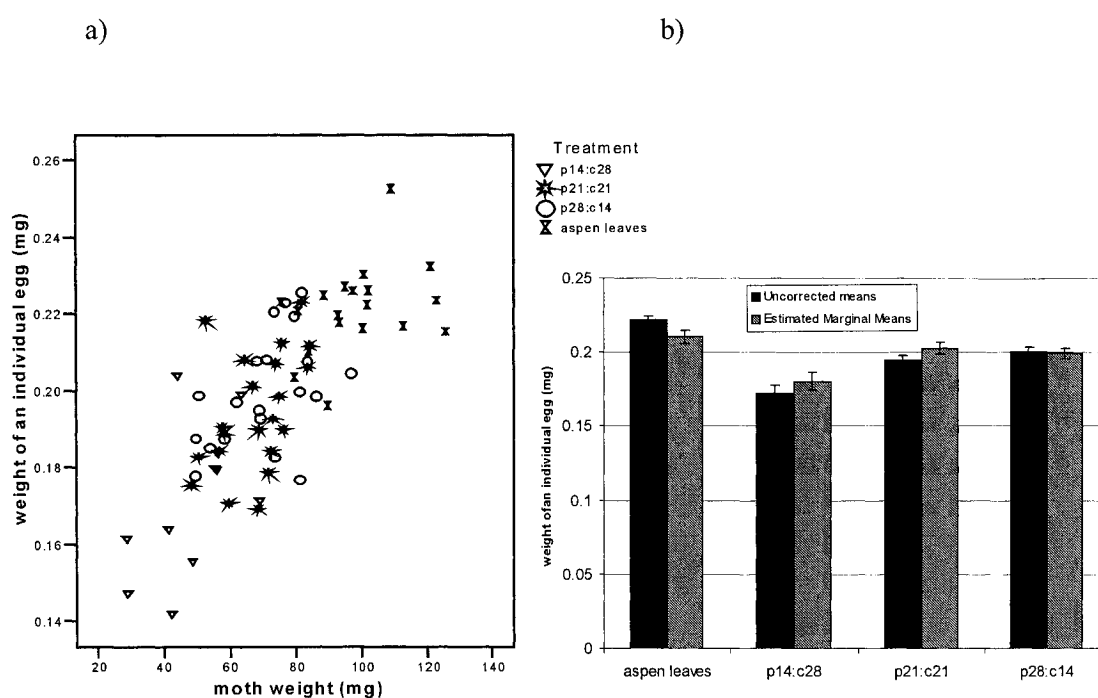 a)
b)
0.26
0.24
0.22
0.20
0.18
0.16
0.14
weight of an individual egg (mg)
20
40
60
80
100
120
140
moth weight (mg)
Treatment
p14:c28
p21:c21
p28:c14
aspen leaves
0.25
0.2
0.15
0.1
0.05
0
weight of an individual egg (mg)
Uncorrected means
Estimated Marginal Means
aspen leaves
p14:c28
p21:c21
p28:c14